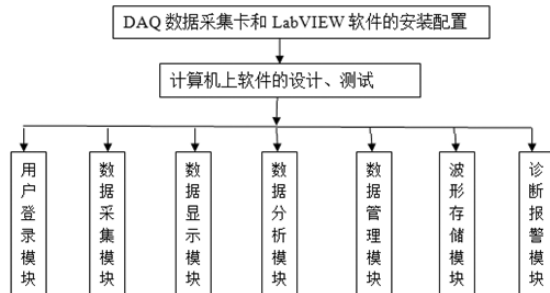 DAQ 数据采集卡和 LabVIEW 软件的安装配置
计算机上软件的设计、测试
用户登录模块
数据采集模块
数据显示模块
数据分析模块
数据管理模块
波形存储模块
诊断报警模块